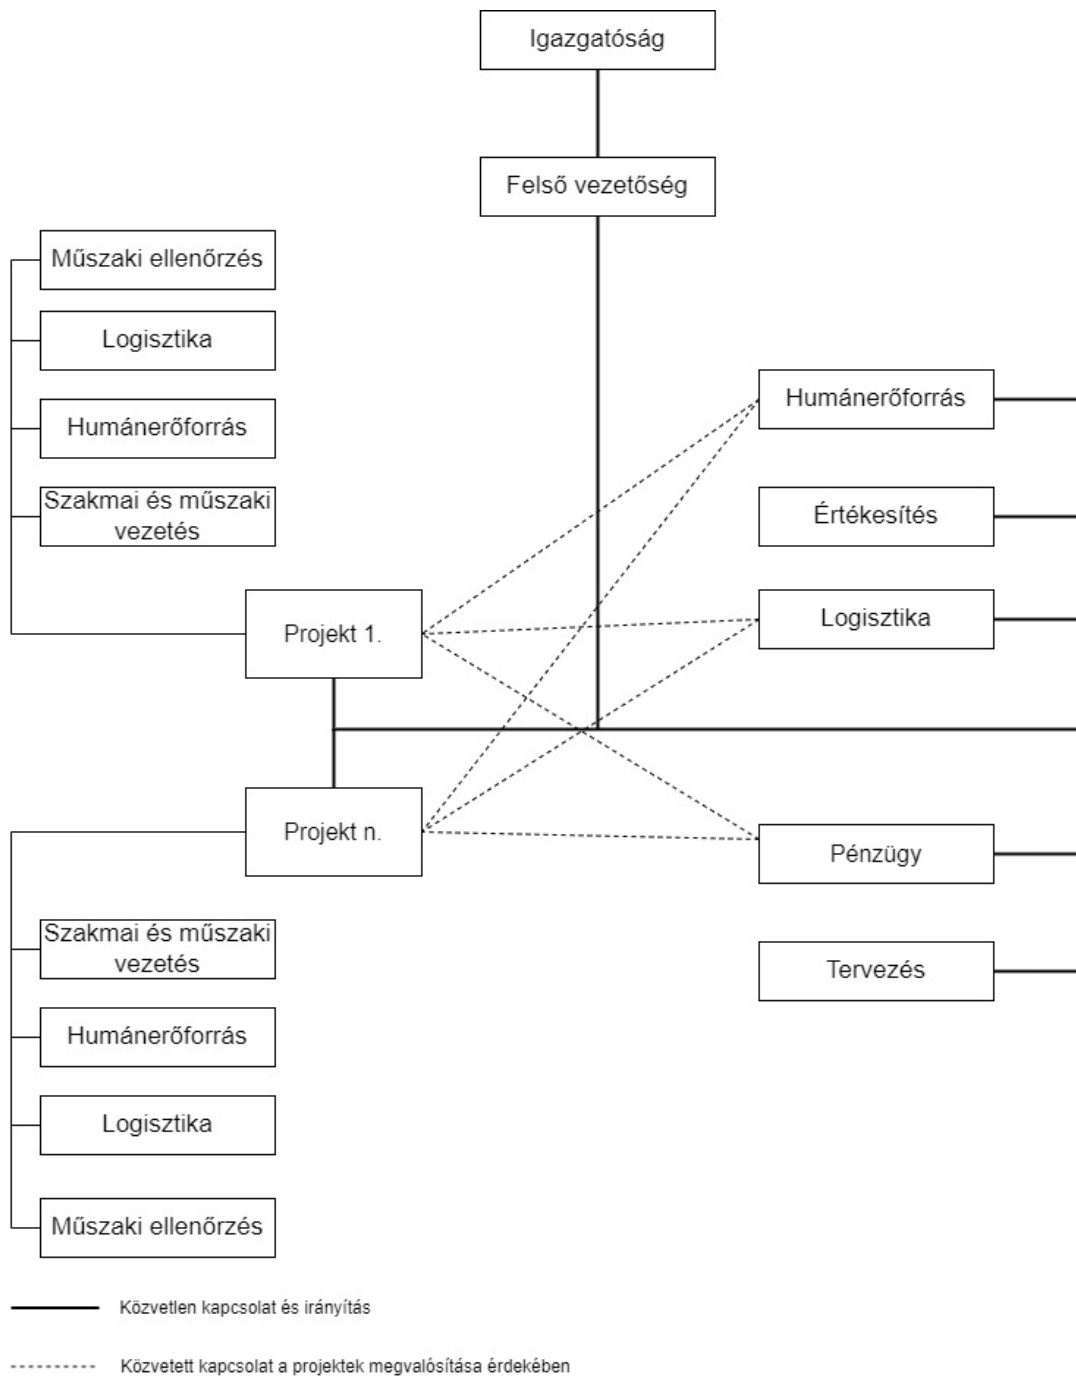 Igazgatóság
Felső vezetőség
Műszaki ellenőrzés
Logisztika
Humánerőforrás
Szakmai és műszaki
vezetés
Projekt 1.
Humánerőforrás
Értékesítés
Logisztika
Projekt n.
Pénzügy
Tervezés
Szakmai és műszaki
vezetés
Humánerőforrás
Logisztika
Műszaki ellenőrzés
Közvetlen kapcsolat és irányítás
Közvetett kapcsolat a projektek megvalósítása érdekében